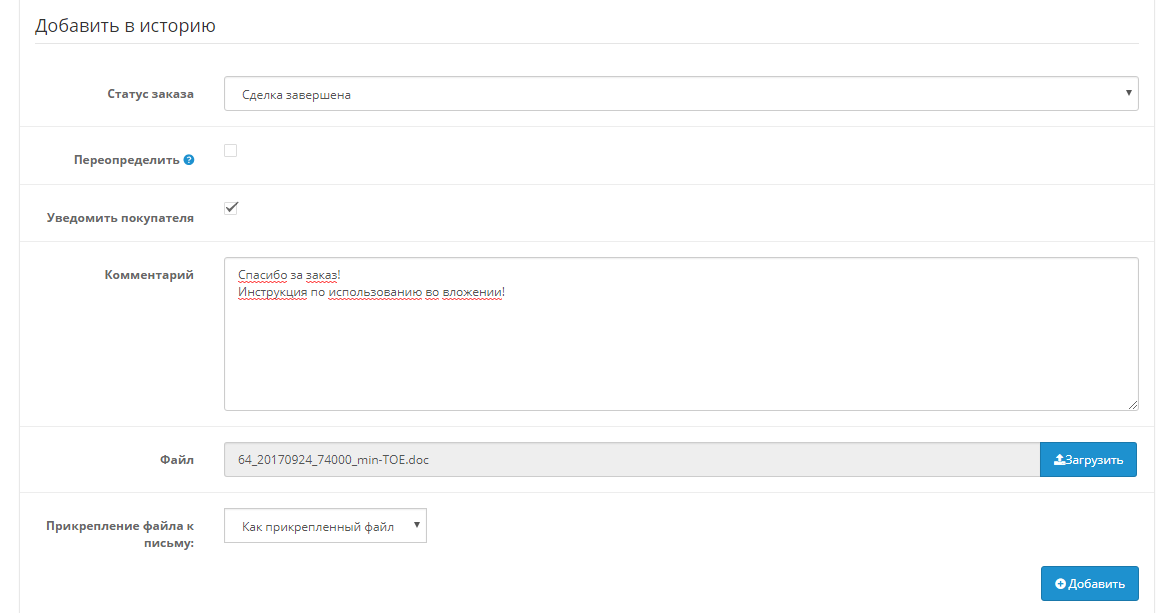 Добавить в историю
Статус заказа
Сделка завершена
Переопределить ?
Уведомить покупателя
Комментарий
Спасибо за заказ!
Инструкция по использованию во вложении!
Файл
64_20170924_74000_min-TOE.doc
Загрузить
Прикрепление файла к
письму:
Как прикрепленный файл
Добавить